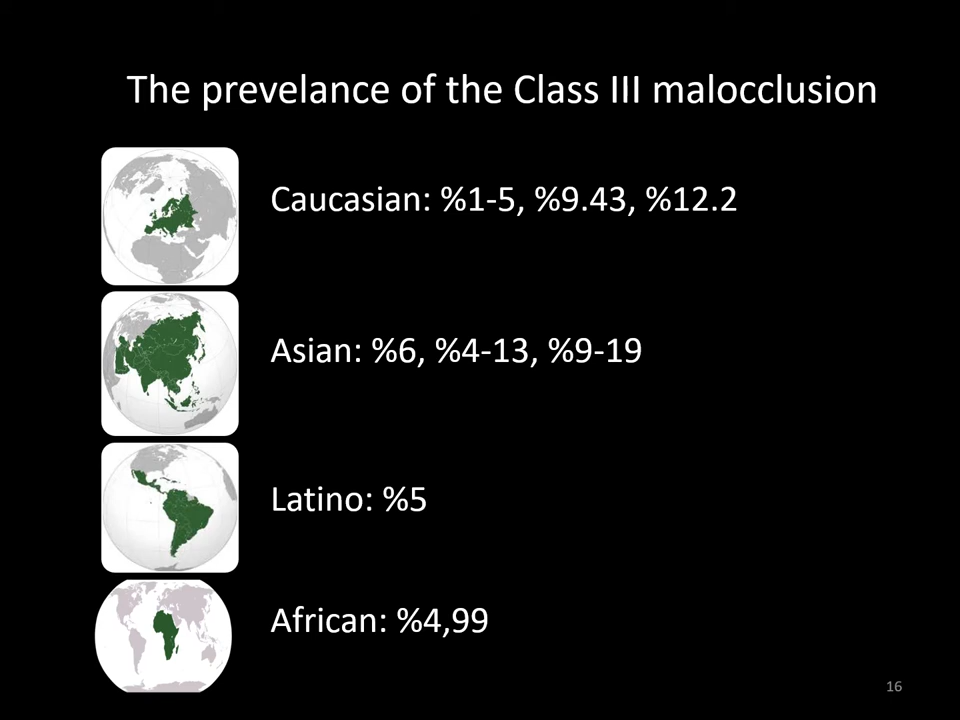 The prevelance of the Class III malocclusion
Caucasian: %1-5, %9.43, %12.2
Asian: %6, %4-13, %9-19
Latino: %5
African: %4,99
16